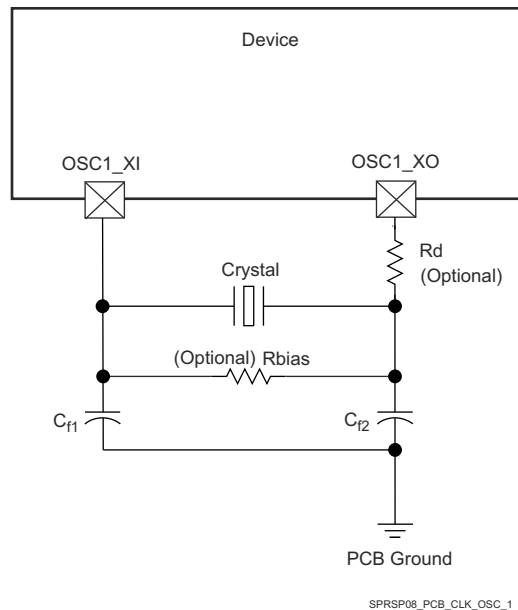 Device
OSC1_XI
OSC1_XO
Rd
(Optional)
Crystal
(Optional) Rbias
Cf1
Cf2
PCB Ground
SPRSP08_PCB_CLK_OSC_1